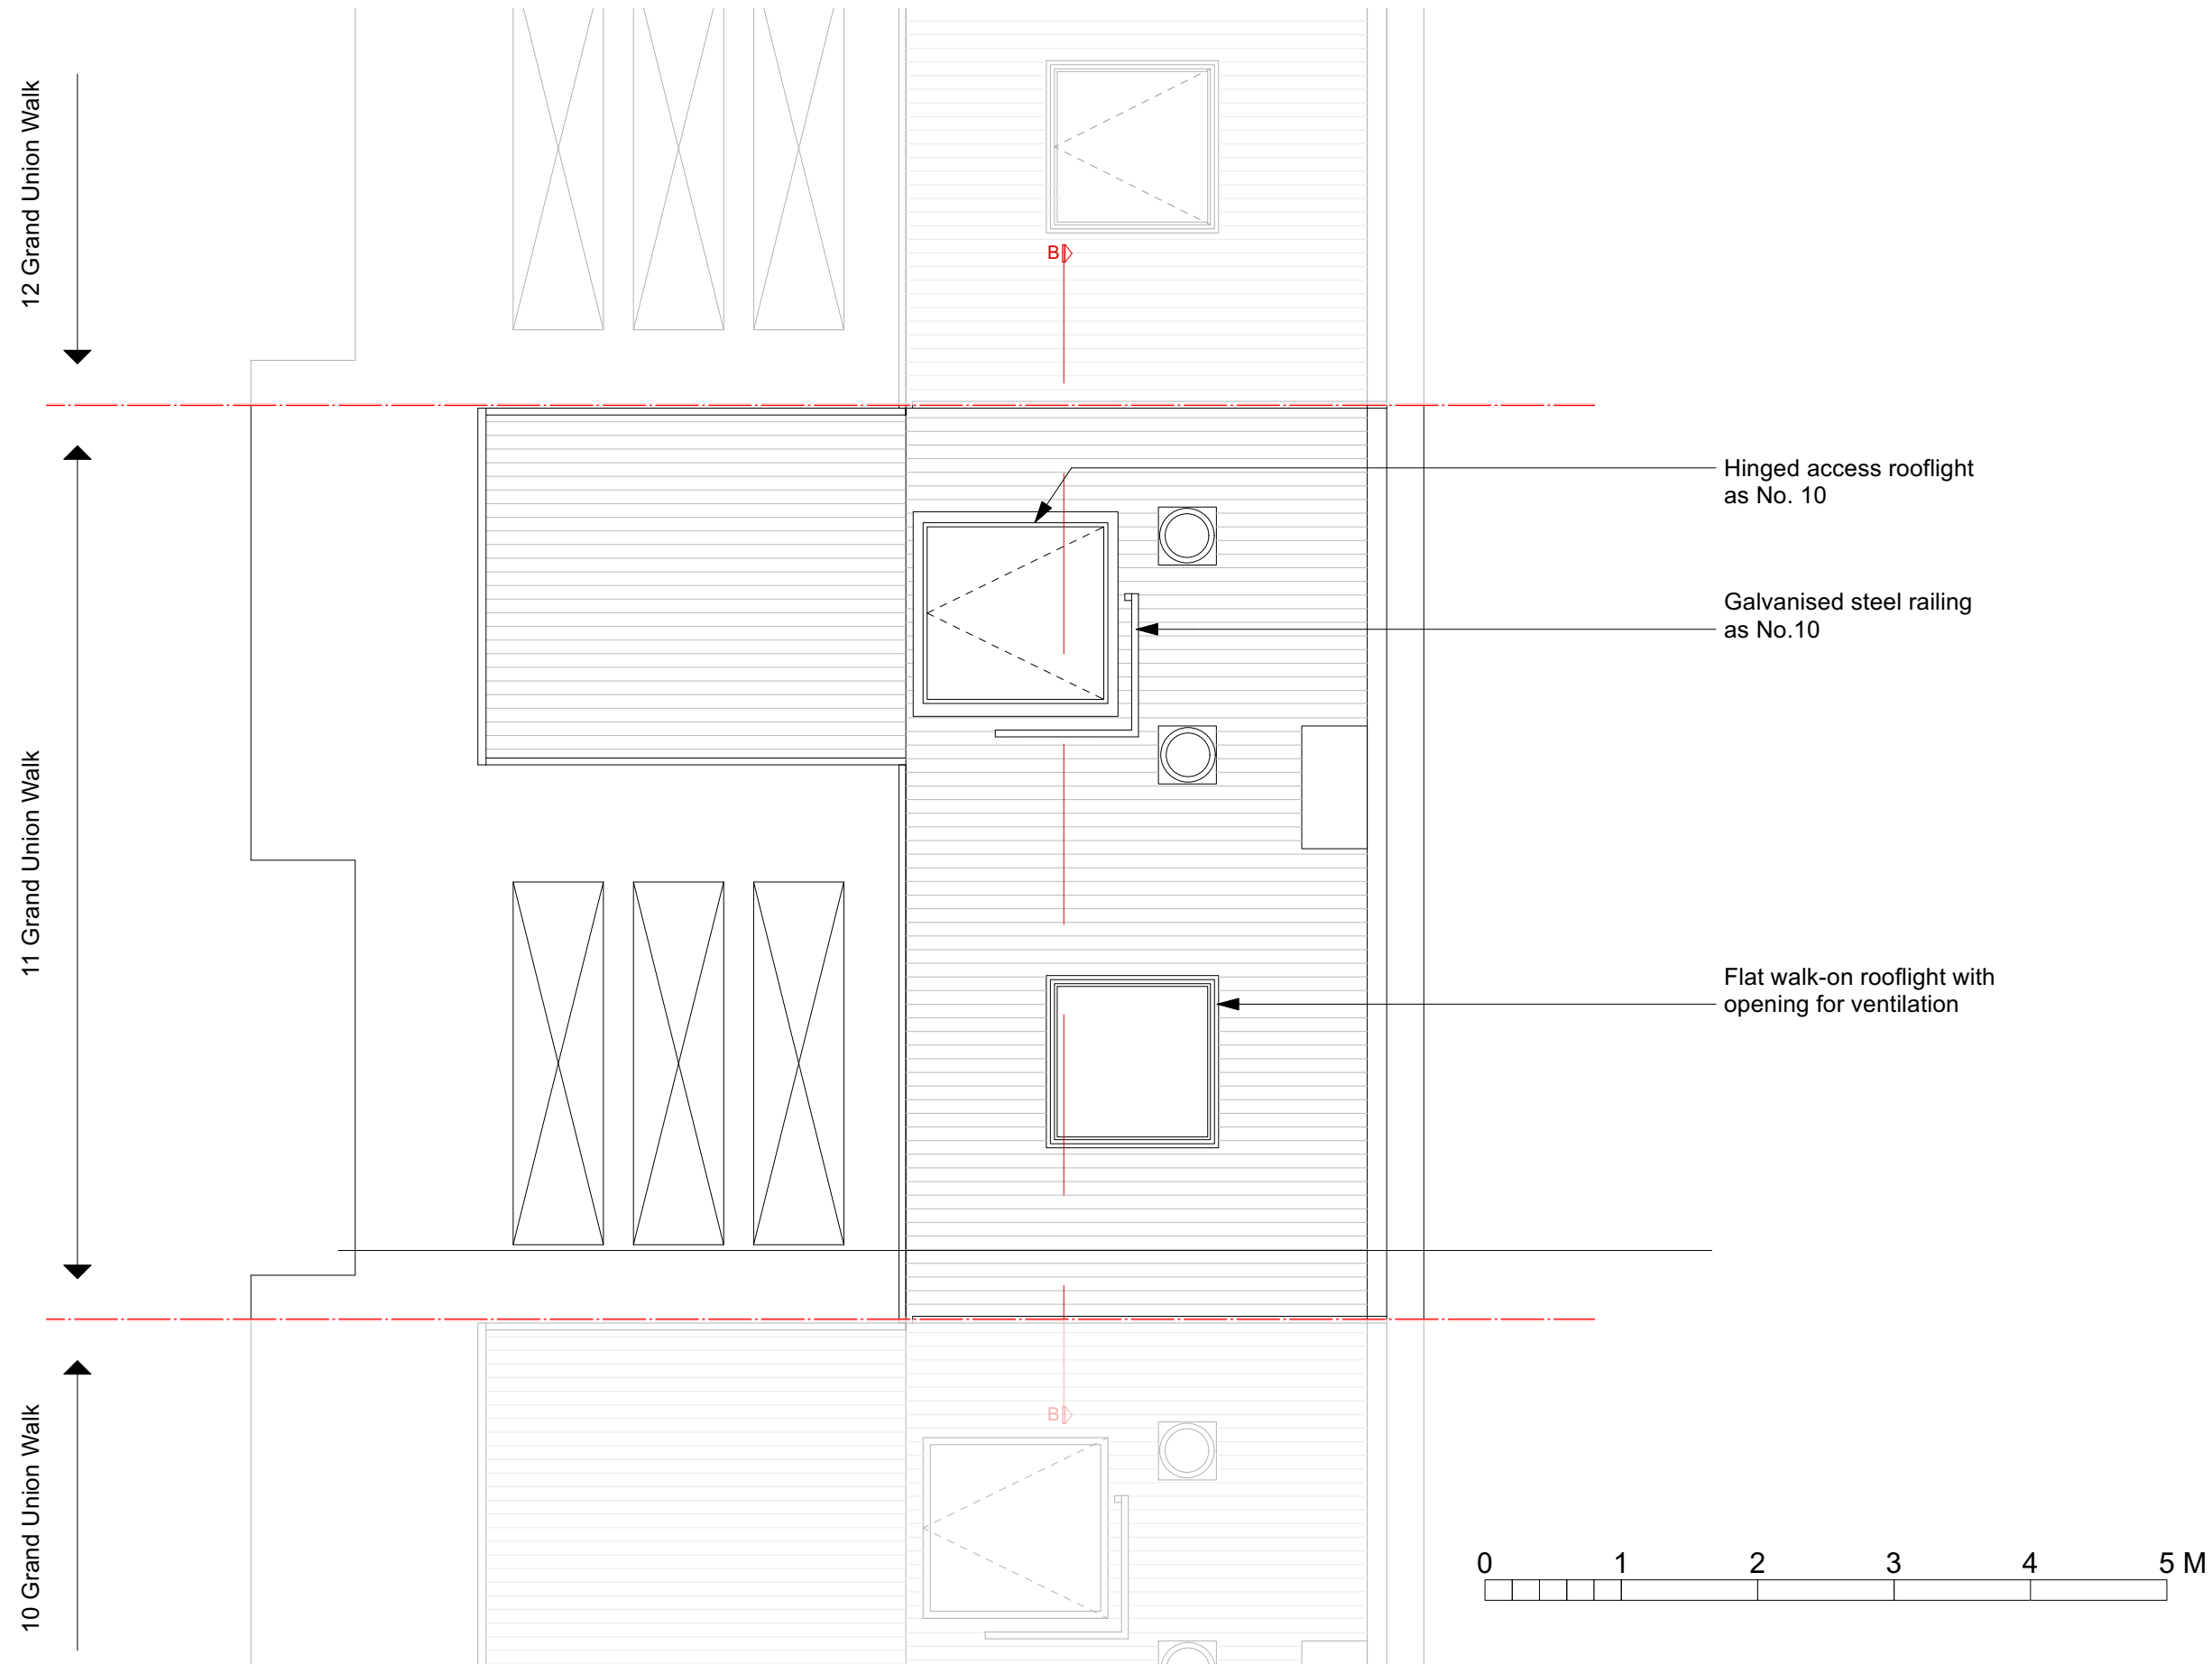 12 Grand Union Walk
B
Hinged access rooflight
as No. 10
Galvanised steel railing
as No.10
11 Grand Union Walk
Flat walk-on rooflight with
opening for ventilation
B
10 Grand Union Walk
0 1 2 3 4 5 M